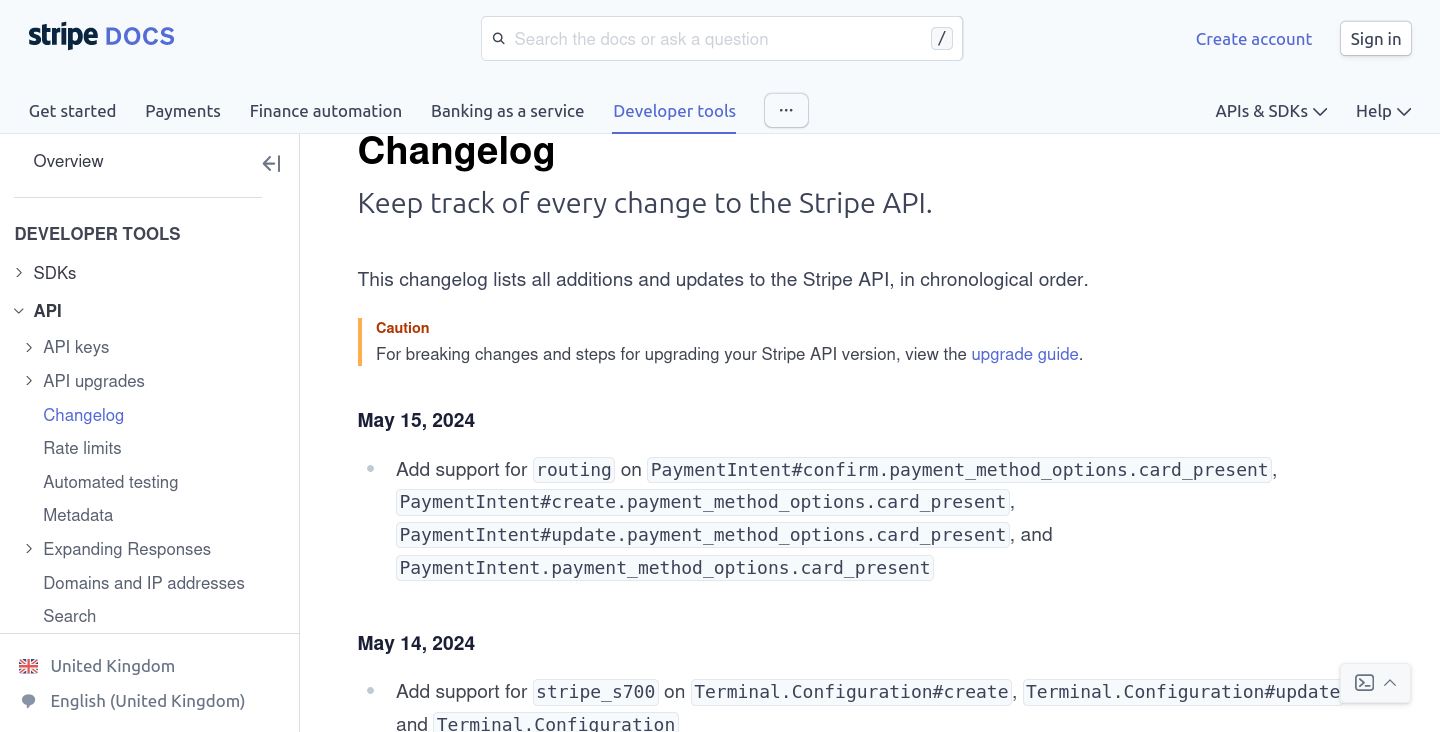 stripe DOCS
Search the docs or ask a question /
Create account
Sign in
Get started
Payments
Finance automation
Banking as a service
Developer tools
APIs & SDKs
Help
Overview
DEVELOPER TOOLS
SDKs
API
API keys
API upgrades
Changelog
Rate limits
Automated testing
Metadata
Expanding Responses
Domains and IP addresses
Search
United Kingdom
English (United Kingdom)
Changelog
Keep track of every change to the Stripe API.
This changelog lists all additions and updates to the Stripe API, in chronological order.
Caution
For breaking changes and steps for upgrading your Stripe API version, view the upgrade guide.
May 15, 2024
Add support for routing on PaymentIntent#confirm.payment_method_options.card_present,
PaymentIntent#create.payment_method_options.card_present,
PaymentIntent#update.payment_method_options.card_present, and
PaymentIntent.payment_method_options.card_present
May 14, 2024
Add support for stripe_s700 on Terminal.Configuration#create, Terminal.Configuration#update
and Terminal.Configuration